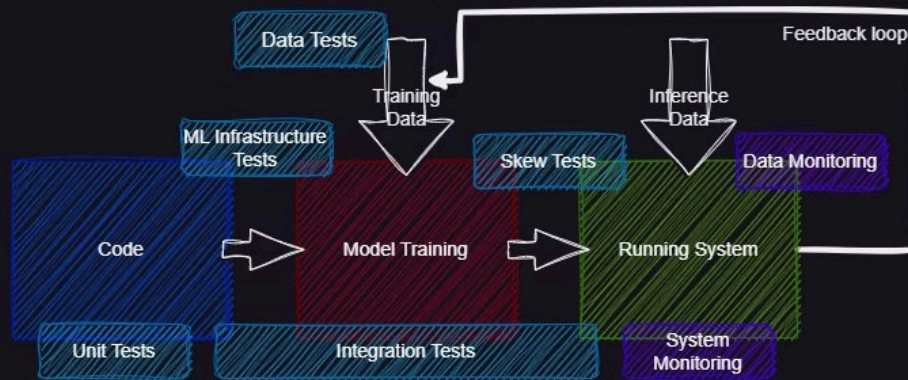 Data Tests
Feedback loop
Training
Data
Inference
Data
ML Infrastructure
Tests
Skew Tests
Data Monitoring
Code
Model Training
Running System
Unit Tests
Integration Tests
System
Monitoring